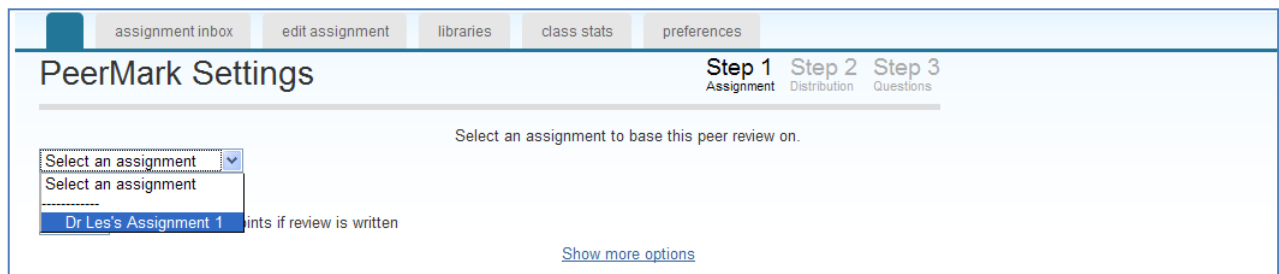 assignment inbox edit assignment libraries class stats preferences
PeerMark Settings
Step 1 Step 2 Step 3
Assignment Distribution Questions
Select an assignment to base this peer review on.
Select an assignment
Select an assignment
------------
Dr Les's Assignment 1
if review is written
Show more options